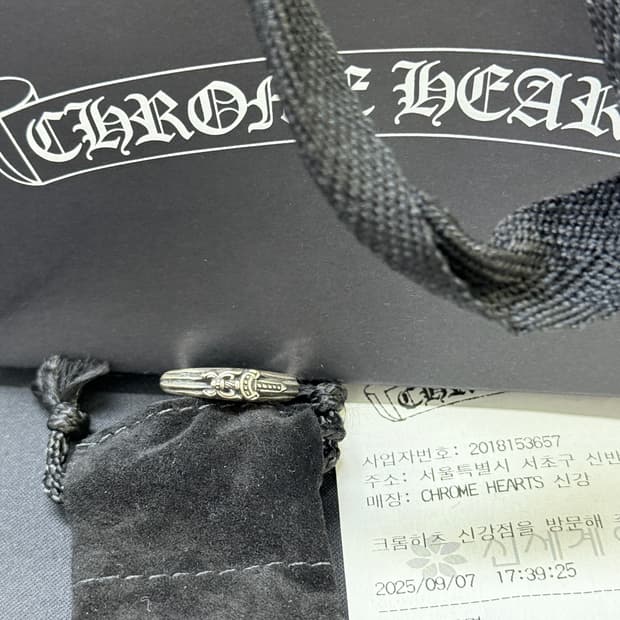 CHROME HEAR
CHROME
사업자번호: 2018153657
주소: 서울특별시 서초구 신반
매장: CHROME HEARTS 신강
크롬하츠 신강점을 방문해
신세계
2025/09/07 17:39:25